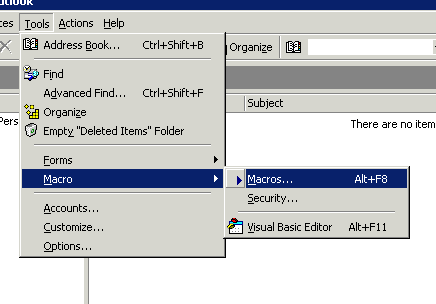 utlook
ces Tools Actions Help
Address Book... Ctrl+Shift+B
Organize
Find
Advanced Find... Ctrl+Shift+F
Subject
Organize
Pers
There are no item
Empty "Deleted Items" Folder
Forms
Macro
Macros... Alt+F8
Security...
Accounts...
Customize...
Visual Basic Editor Alt+F11
Options...